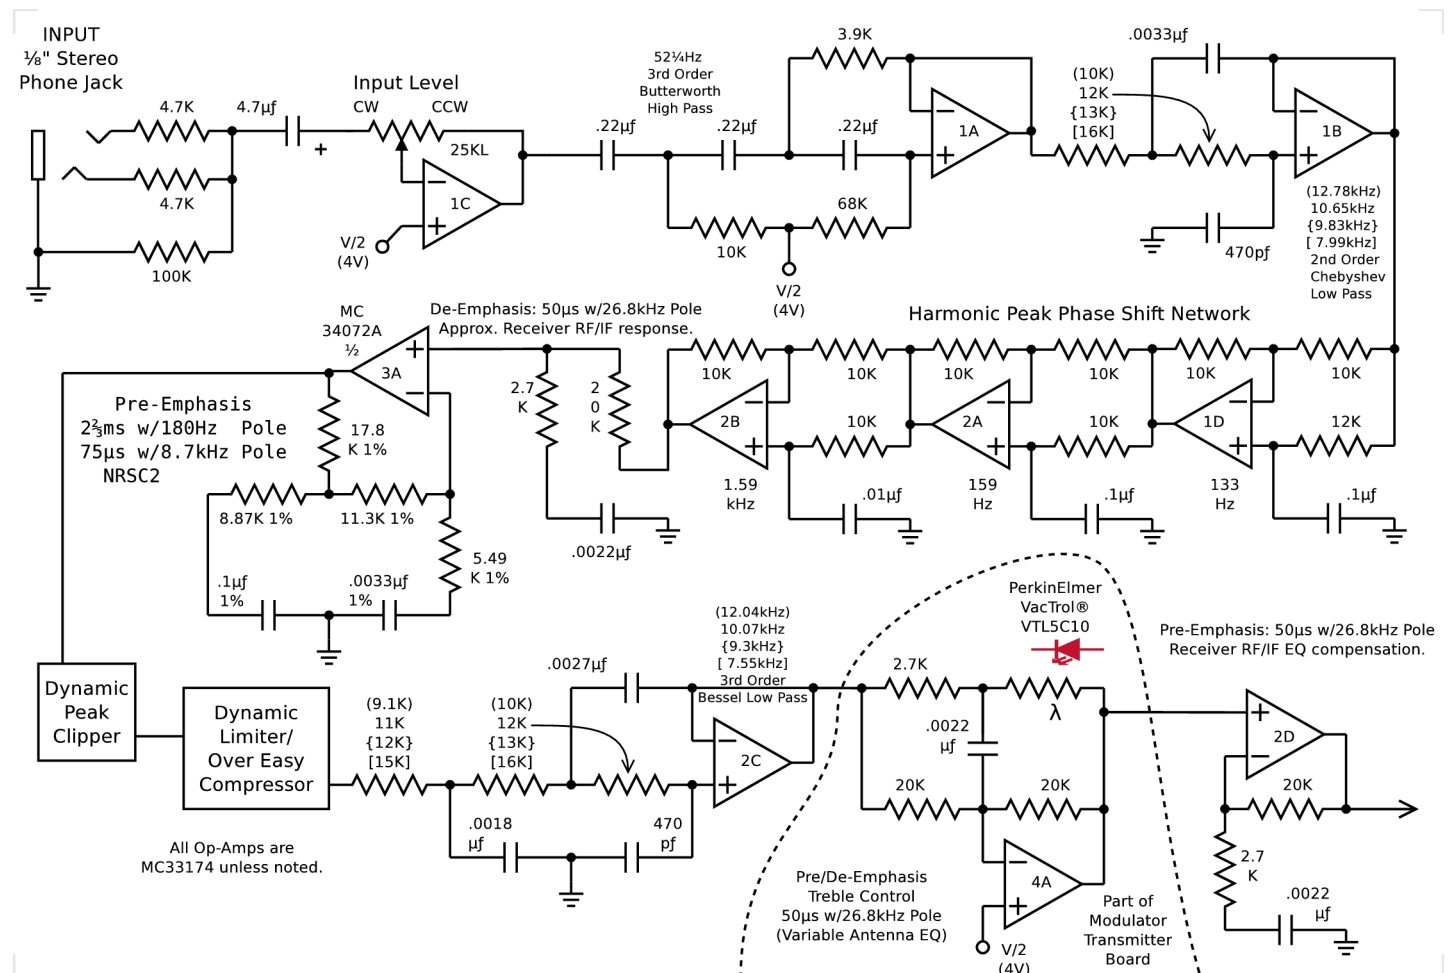 INPUT
⅛" Stereo
Phone Jack
4.7K
4.7µf
+
4.7K
100K
Input Level
CW
CCW
25KL
−
1C
+
V/2
(4V)
52¼Hz
3rd Order
Butterworth
High Pass
.22µf
.22µf
.22µf
3.9K
−
1A
+
68K
10K
V/2
(4V)
.0033µf
(10K)
12K
{13K}
[16K]
−
1B
+
470pf
(12.78kHz)
10.65kHz
{9.83kHz}
[ 7.99kHz]
2nd Order
Chebyshev
Low Pass
Harmonic Peak Phase Shift Network
10K
10K
10K
10K
10K
10K
−
2B
+
10K
−
2A
+
10K
−
1D
+
12K
1.59
kHz
.01µf
159
Hz
.1µf
133
Hz
.1µf
De-Emphasis: 50µs w/26.8kHz Pole
Approx. Receiver RF/IF response.
MC
34072A
½
+
3A
−
2.7
K
2
0
K
.0022µf
Pre-Emphasis
2⅔ms w/180Hz Pole
75µs w/8.7kHz Pole
NRSC2
17.8
K 1%
8.87K 1%
11.3K 1%
5.49
K 1%
.1µf
1%
.0033µf
1%
Dynamic
Peak
Clipper
Dynamic
Limiter/
Over Easy
Compressor
All Op-Amps are
MC33174 unless noted.
(9.1K)
11K
{12K}
[15K]
(10K)
12K
{13K}
[16K]
.0027µf
.0018
µf
470
pf
(12.04kHz)
10.07kHz
{9.3kHz}
[ 7.55kHz]
3rd Order
Bessel Low Pass
−
2C
+
PerkinElmer
VacTrol®
VTL5C10
2.7K
λ
.0022
µf
20K
20K
−
4A
+
V/2
(4V)
Pre/De-Emphasis
Treble Control
50µs w/26.8kHz Pole
(Variable Antenna EQ)
Part of
Modulator
Transmitter
Board
Pre-Emphasis: 50µs w/26.8kHz Pole
Receiver RF/IF EQ compensation.
+
2D
−
20K
2.7
K
.0022
µf